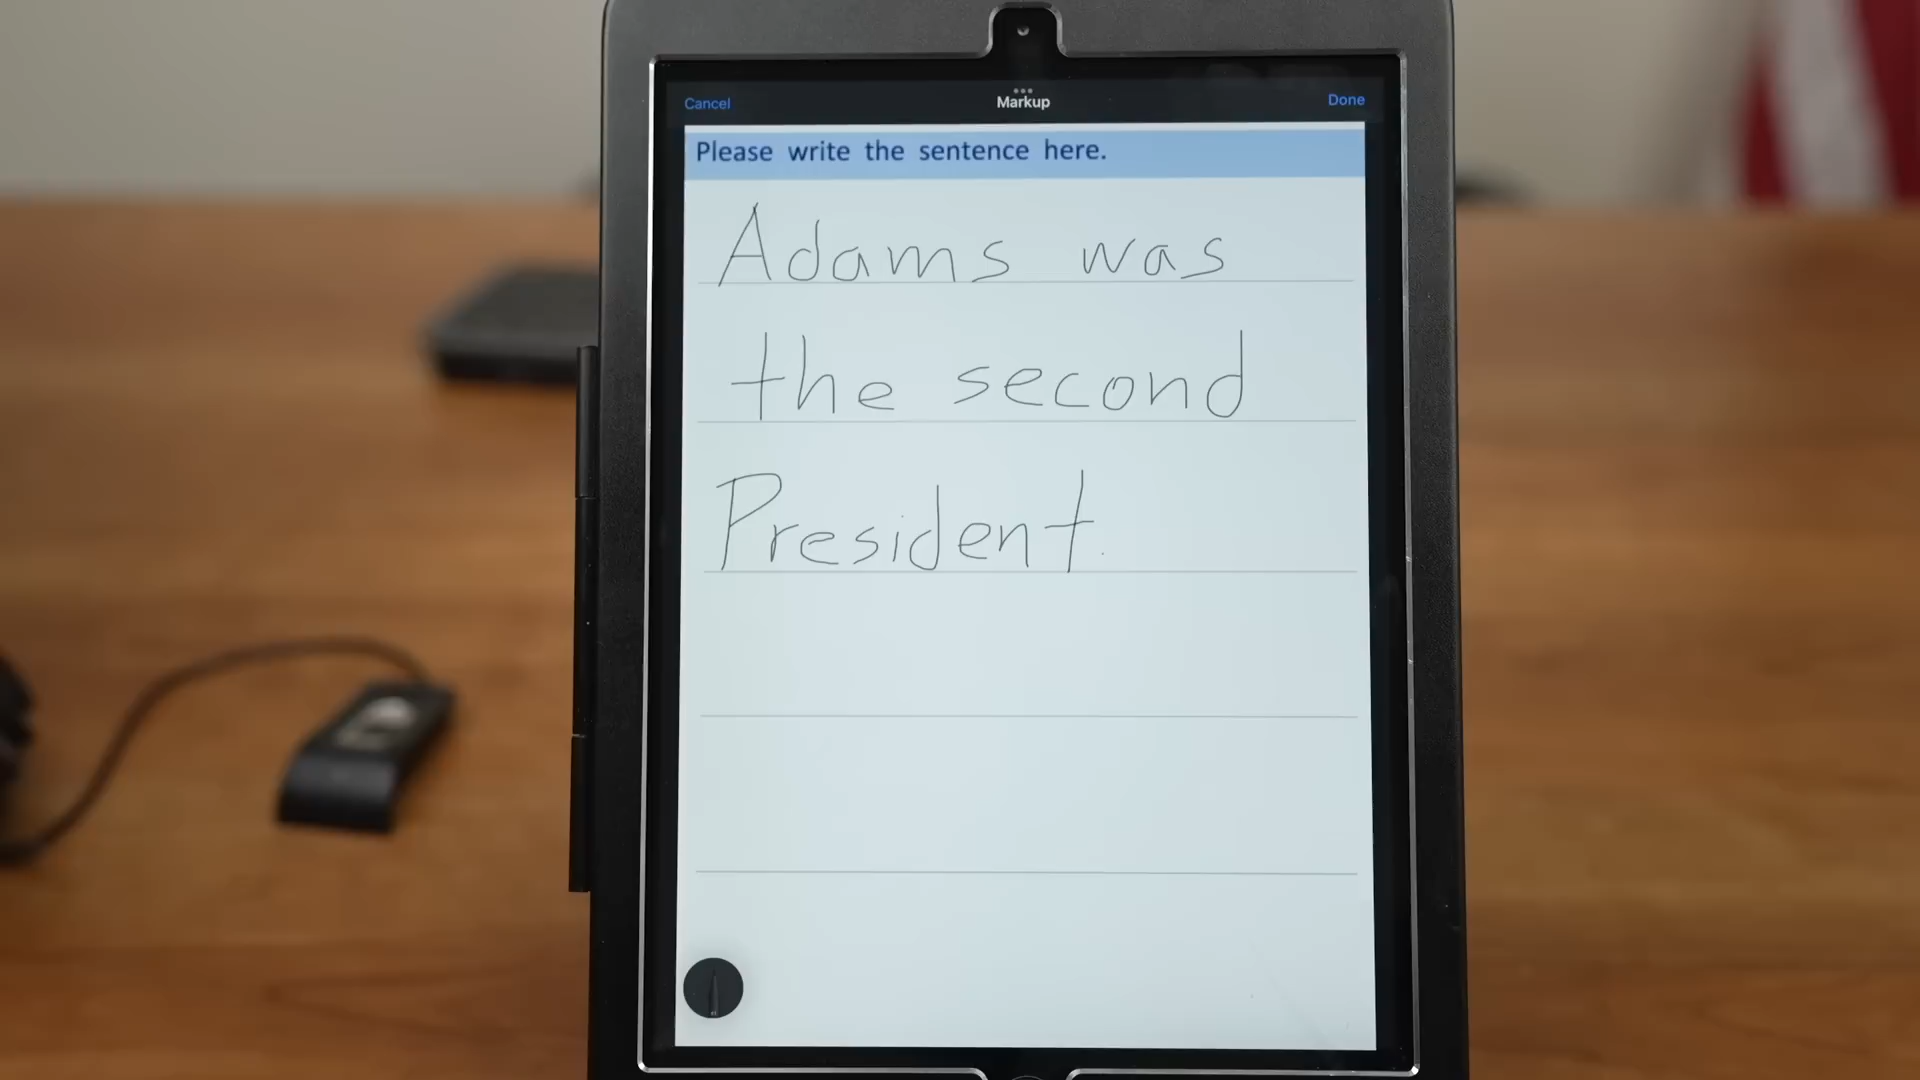 Cancel Markup Done
Please write the sentence here.
Adams was
the second
President.